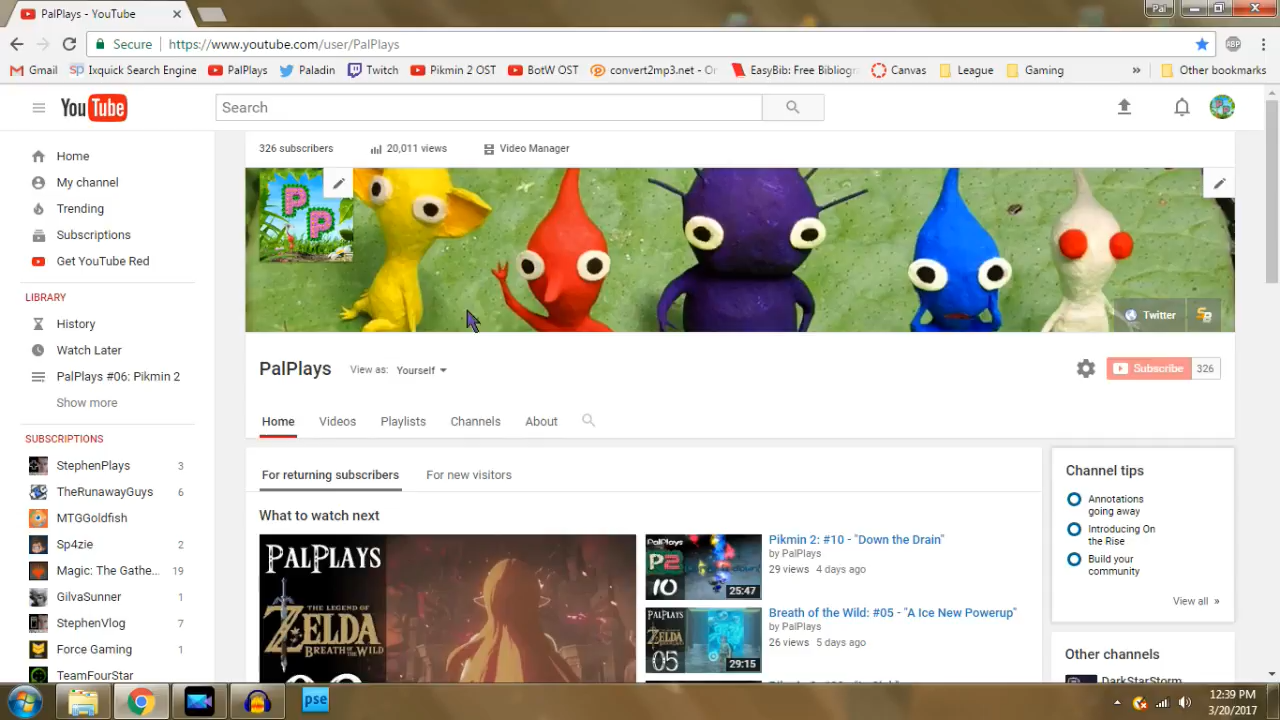 PalPlays - YouTube
Pal
Secure
https://www.youtube.com/user/PalPlays
ABP
Gmail
Ixquick Search Engine
PalPlays
Paladin
Twitch
Pikmin 2 OST
BotW OST
convert2mp3.net - Or
EasyBib: Free Bibliogr
Canvas
League
Gaming
»
Other bookmarks
YouTube
Search
326 subscribers
20,011 views
Video Manager
Home
My channel
Trending
Subscriptions
Get YouTube Red
LIBRARY
History
Watch Later
PalPlays #06: Pikmin 2
Show more
SUBSCRIPTIONS
StephenPlays 3
TheRunawayGuys 6
MTGGoldfish
Sp4zie 2
Magic: The Gathe... 19
GilvaSunner 1
StephenVlog 7
Force Gaming 1
TeamFourStar
PP
Twitter
PalPlays
View as:
Yourself
Subscribe
326
Home
Videos
Playlists
Channels
About
For returning subscribers
For new visitors
What to watch next
PALPLAYS
THE LEGEND OF
ZELDA
BREATH OF THE WILD
PalPlays
P2
10
25:47
Pikmin 2: #10 - "Down the Drain"
by PalPlays
29 views 4 days ago
PALPLAYS
ZELDA
05
29:15
Breath of the Wild: #05 - "A Ice New Powerup"
by PalPlays
26 views 5 days ago
Channel tips
Annotations
going away
Introducing On
the Rise
Build your
community
View all »
Other channels
DarkStarStorm
pse
12:39 PM
3/20/2017